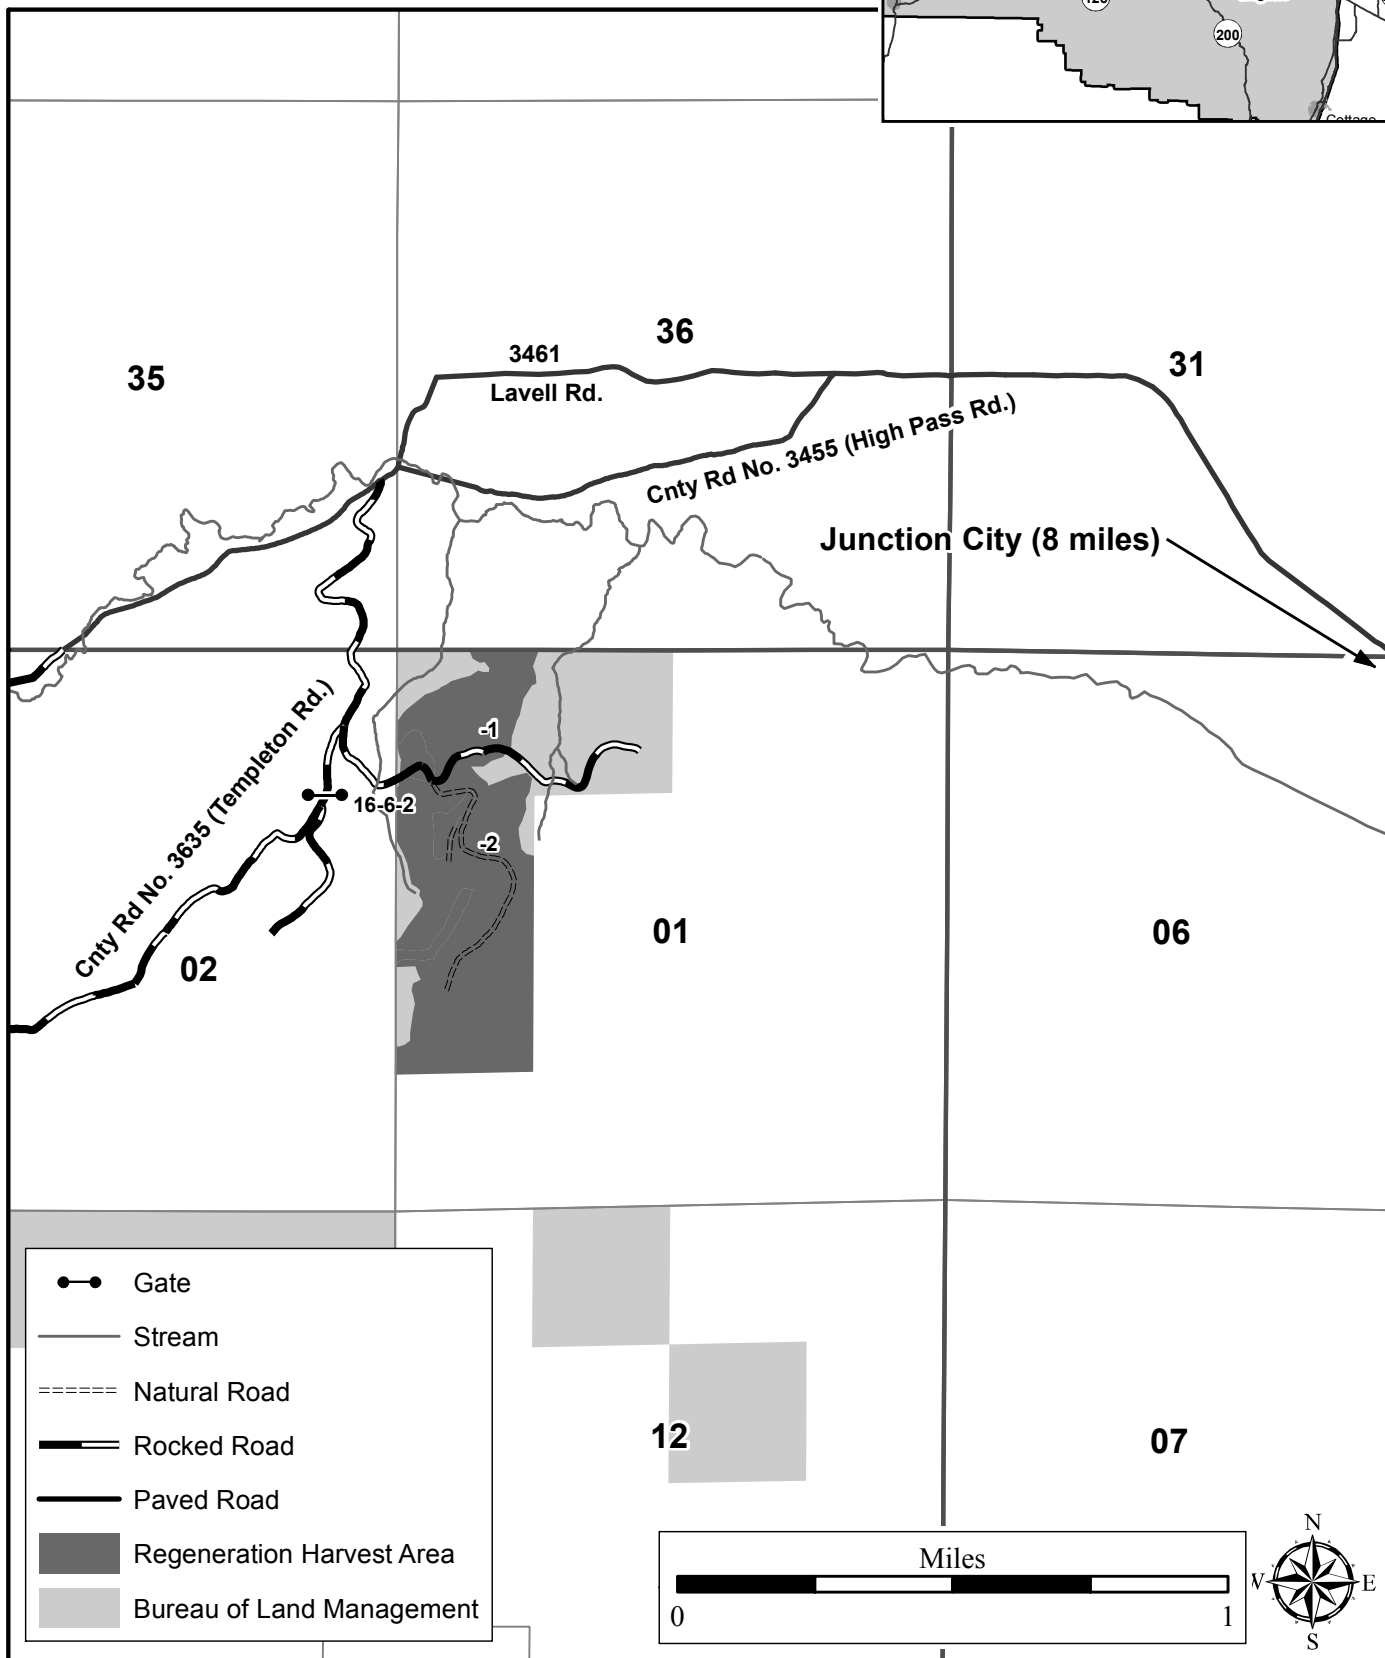 200
35
36
31
3461
Lavell Rd.
Cnty Rd No. 3455 (High Pass Rd.)
Junction City (8 miles)
Cnty Rd No. 3635 (Templeton Rd.)
-1
16-6-2
-2
02
01
06
12
07
Gate
Stream
Natural Road
Rocked Road
Paved Road
Regeneration Harvest Area
Bureau of Land Management
Miles
0 1
N
E
S